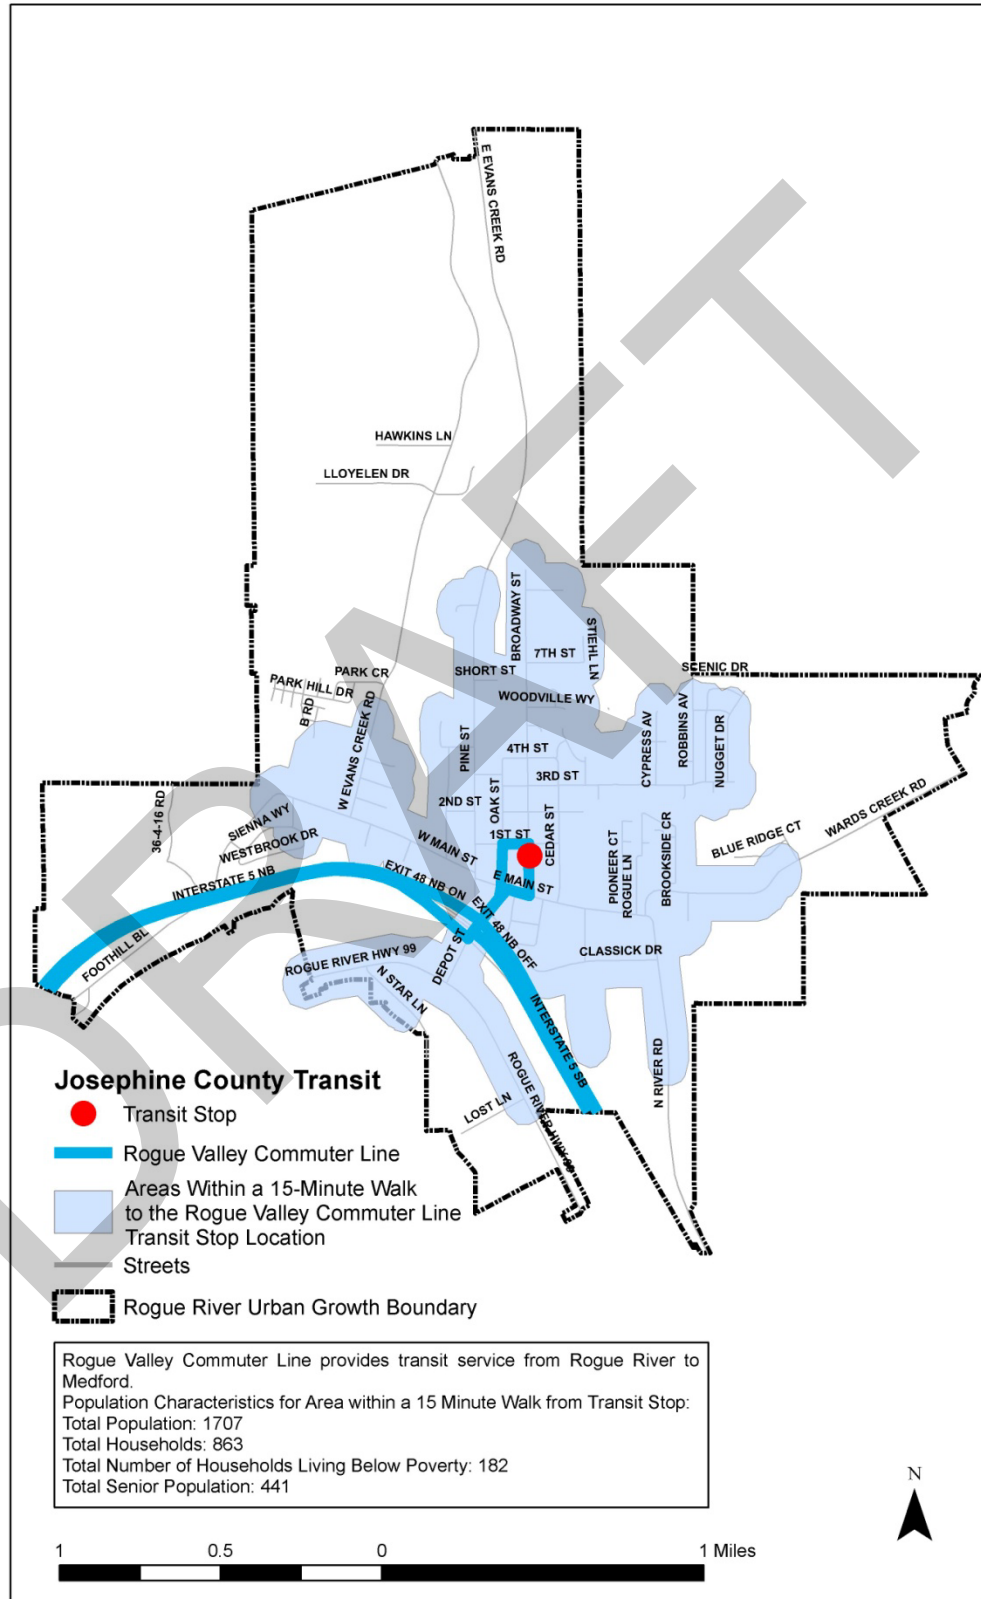 E EVANS CREEK RD
HAWKINS LN
LLOYELEN DR
BROADWAY ST
STIEHL LN
7TH ST
SHORT ST
SCENIC DR
PARK CR
PARK HILL DR
B RD
WOODVILLE WY
W EVANS CREEK RD
PINE ST
CYPRESS AV
ROBBINS AV
NUGGET DR
4TH ST
3RD ST
OAK ST
2ND ST
36-4-16 RD
SIENNA WY
WESTBROOK DR
W MAIN ST
1ST ST
CEDAR ST
PIONEER CT
ROGUE LN
BROOKSIDE CR
BLUE RIDGE CT
WARDS CREEK RD
INTERSTATE 5 NB
EXIT 48 NB ON
E MAIN ST
EXIT 48 NB OFF
FOOTHILL BL
ROGUE RIVER HWY 99
DEPOT ST
CLASSICK DR
N STAR LN
INTERSTATE 5 SB
N RIVER RD
LOST LN
ROGUE RIVER HWY 99
DRAFT
Josephine County Transit
Transit Stop
Rogue Valley Commuter Line
Areas Within a 15-Minute Walk
to the Rogue Valley Commuter Line
Transit Stop Location
Streets
Rogue River Urban Growth Boundary
Rogue Valley Commuter Line provides transit service from Rogue River to
Medford.
Population Characteristics for Area within a 15 Minute Walk from Transit Stop:
Total Population: 1707
Total Households: 863
Total Number of Households Living Below Poverty: 182
Total Senior Population: 441
N
1 0.5 0 1 Miles